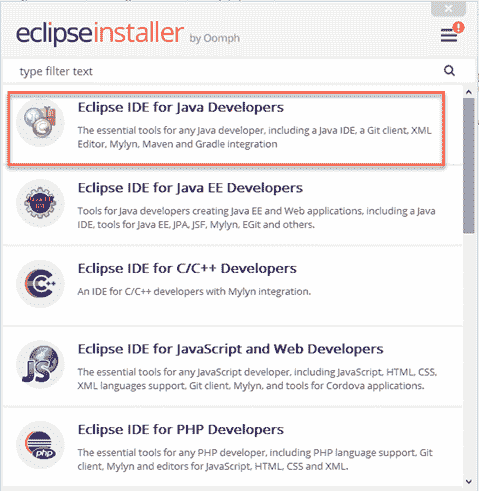 eclipseinstaller by Oomph
!
type filter text
Eclipse IDE for Java Developers
The essential tools for any Java developer, including a Java IDE, a Git client, XML
Editor, Mylyn, Maven and Gradle integration
Eclipse IDE for Java EE Developers
Tools for Java developers creating Java EE and Web applications, including a Java
IDE, tools for Java EE, JPA, JSF, Mylyn, EGit and others.
Eclipse IDE for C/C++ Developers
An IDE for C/C++ developers with Mylyn integration.
Eclipse IDE for JavaScript and Web Developers
The essential tools for any JavaScript developer, including JavaScript, HTML, CSS,
XML languages support, Git client, Mylyn, and tools for Cordova applications.
Eclipse IDE for PHP Developers
The essential tools for any PHP developer, including PHP language support, Git
client, Mylyn and editors for JavaScript, HTML, CSS and XML.
C++
JS
php